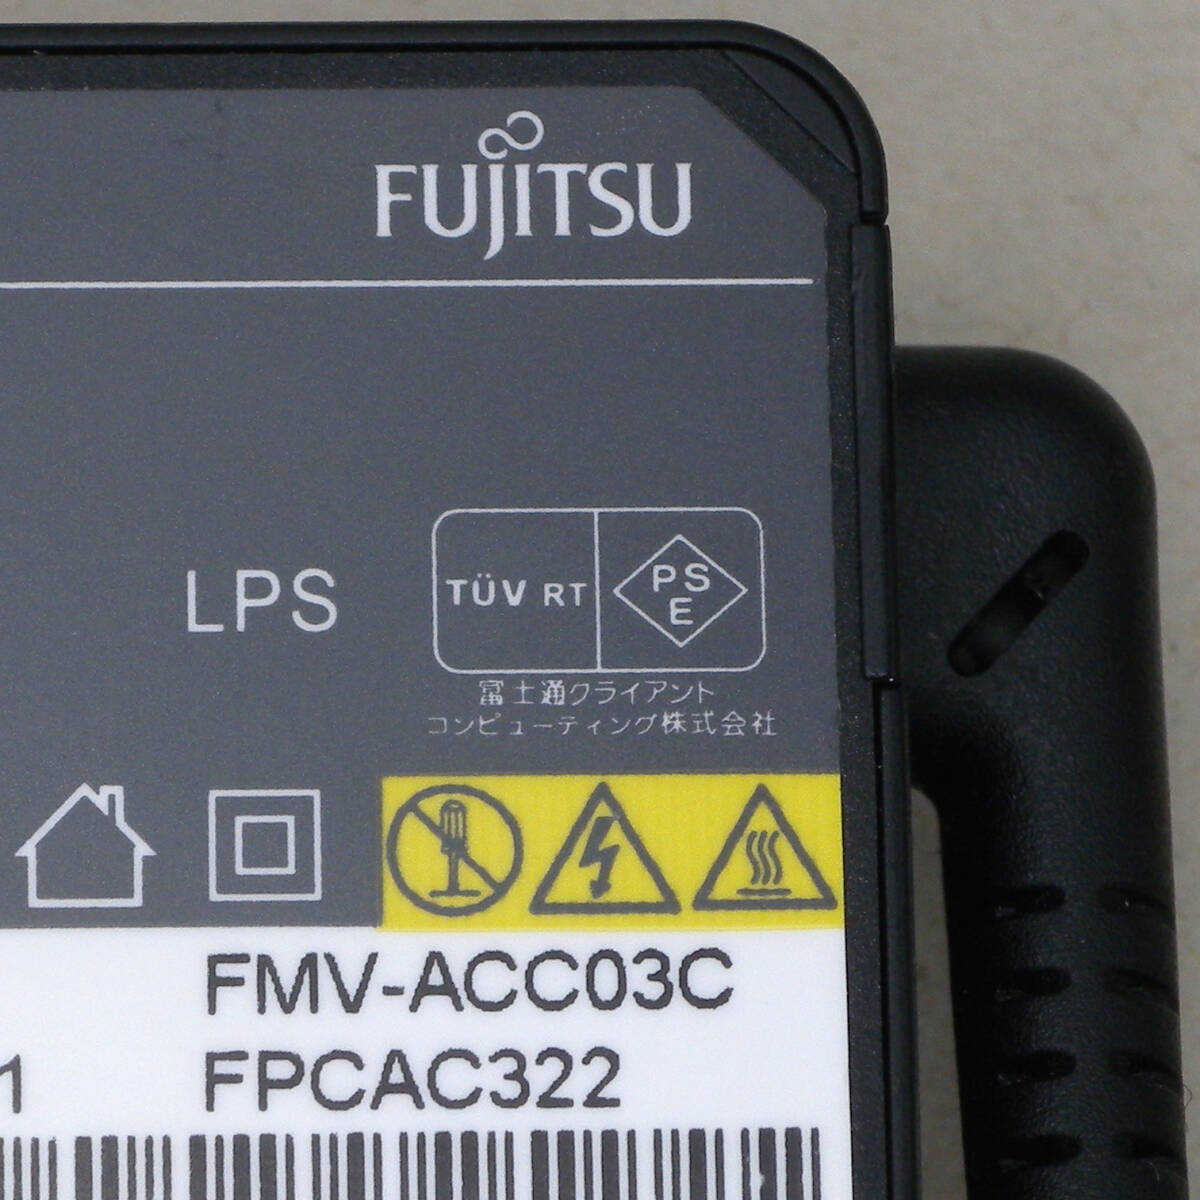 FUJITSU
LPS
TÜV RT
PS
E
富士通クライアント
コンピューティング株式会社
FMV-ACC03C
1 FPCAC322